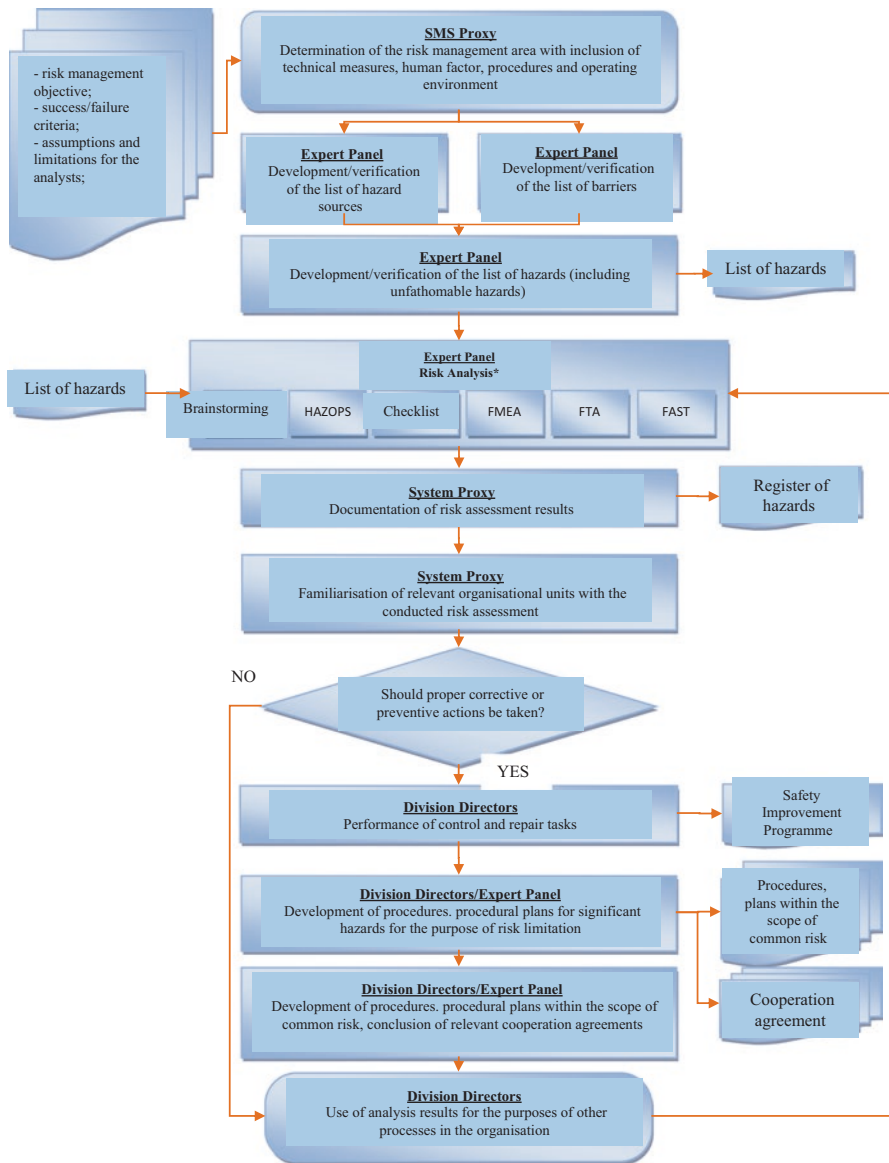 SMS Proxy
Determination of the risk management area with inclusion of
technical measures, human factor, procedures and operating
environment
- risk management
objective;
- success/failure
criteria;
- assumptions and
limitations for the
analysts;
Expert Panel
Development/verification
of the list of hazard
sources
Expert Panel
Development/verification
of the list of barriers
Expert Panel
Development/verification of the list of hazards (including
unfathomable hazards)
List of hazards
Expert Panel
Risk Analysis*
List of hazards
Brainstorming
HAZOPS
Checklist
FMEA
FTA
FAST
System Proxy
Documentation of risk assessment results
Register of
hazards
System Proxy
Familiarisation of relevant organisational units with the
conducted risk assessment
NO
Should proper corrective or
preventive actions be taken?
YES
Division Directors
Performance of control and repair tasks
Safety
Improvement
Programme
Division Directors/Expert Panel
Development of procedures. procedural plans for significant
hazards for the purpose of risk limitation
Procedures,
plans within the
scope of
common risk
Division Directors/Expert Panel
Development of procedures. procedural plans within the scope of
common risk, conclusion of relevant cooperation agreements
Cooperation
agreement
Division Directors
Use of analysis results for the purposes of other
processes in the organisation